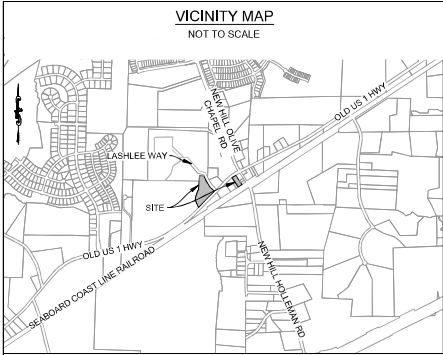 VICINITY MAP
NOT TO SCALE
OLD US 1 HWY
NEW HILL OLIVE
CHAPEL RD
LASHLEE WAY
SITE
OLD US 1 HWY
SEABOARD COAST LINE RAILROAD
NEW HILL HOLLEMAN RD